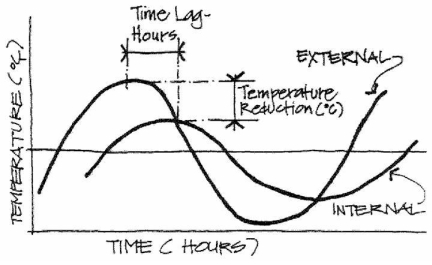 Time Lag-
Hours
EXTERNAL
Temperature
Reduction (°C)
TEMPERATURE (°C)
INTERNAL
TIME ( HOURS)